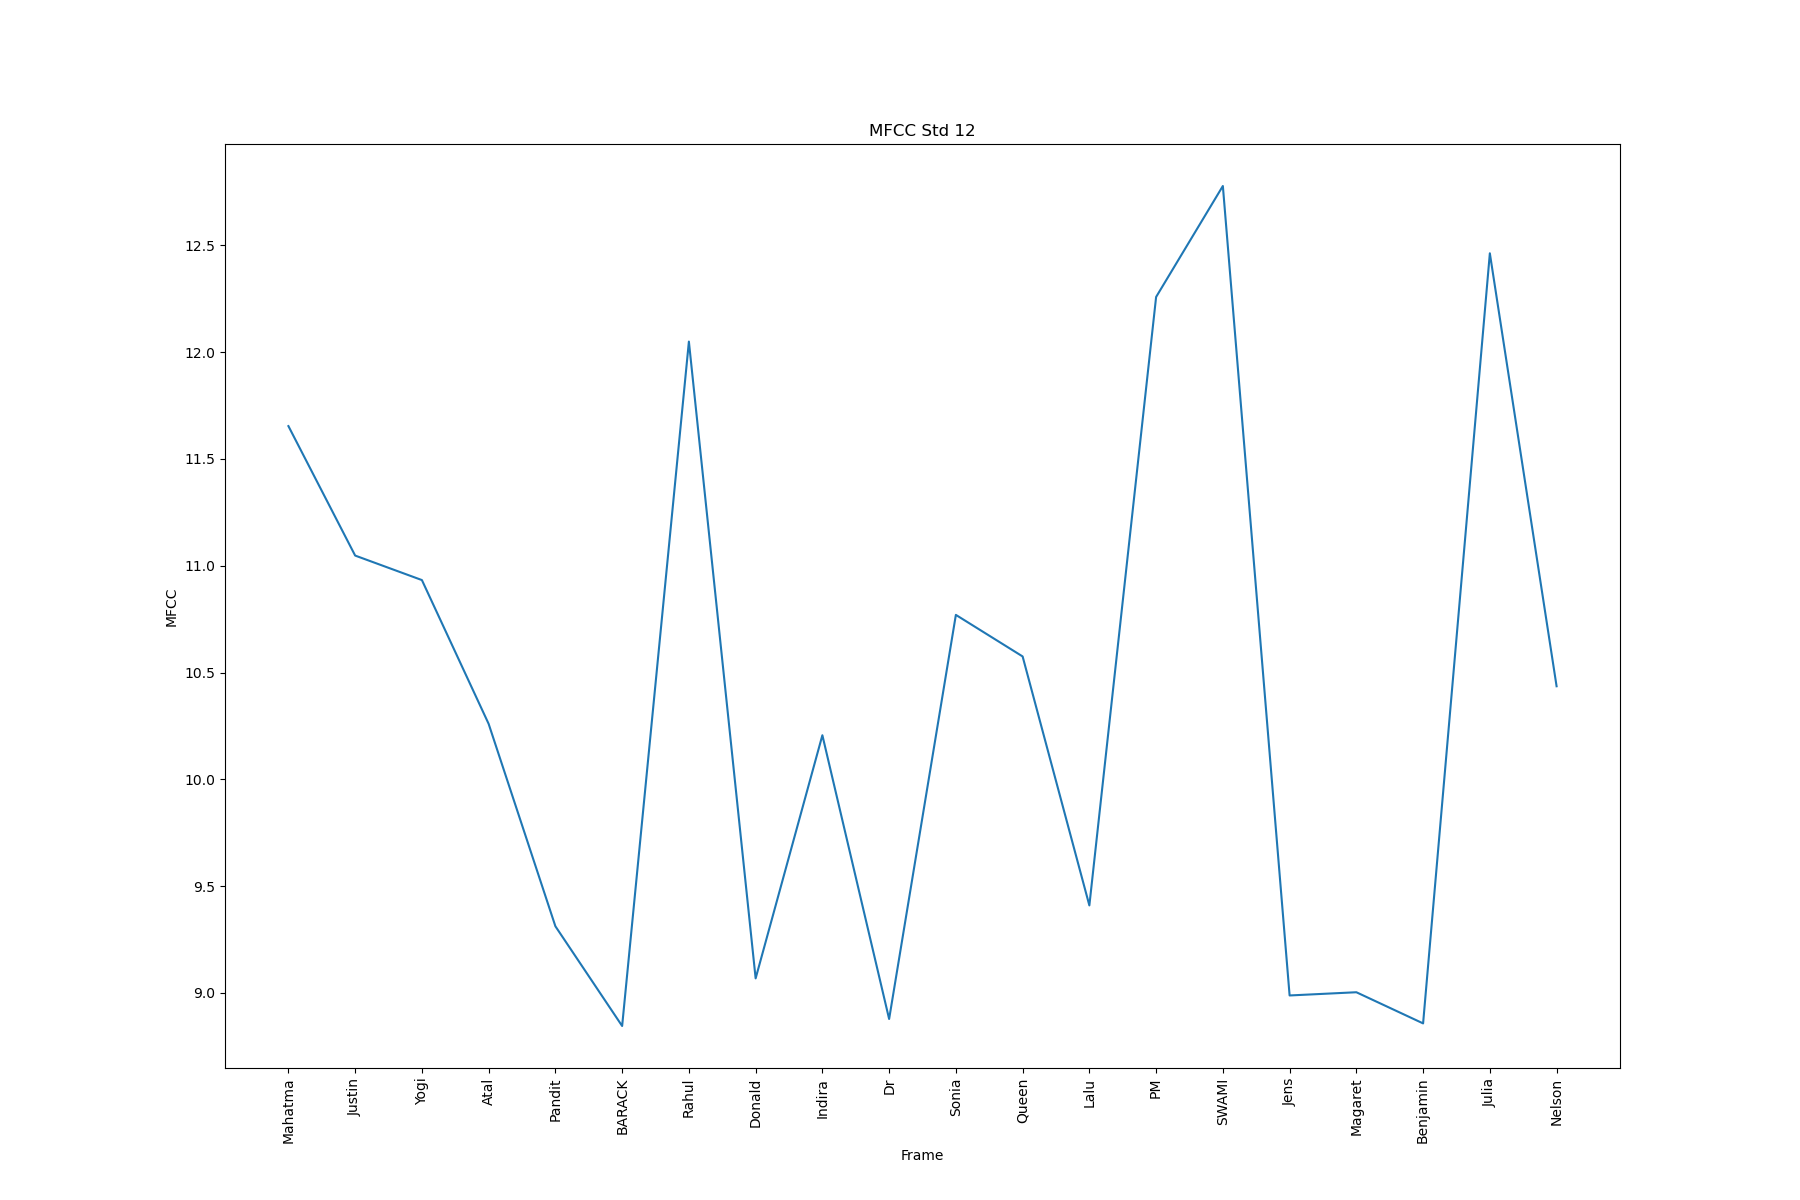 MFCC Std 12
MFCC
12.5
12.0
11.5
11.0
10.5
10.0
9.5
9.0
Mahatma
Justin
Yogi
Atal
Pandit
BARACK
Rahul
Donald
Indira
Dr
Sonia
Queen
Lalu
PM
SWAMI
Jens
Magaret
Benjamin
Julia
Nelson
Frame